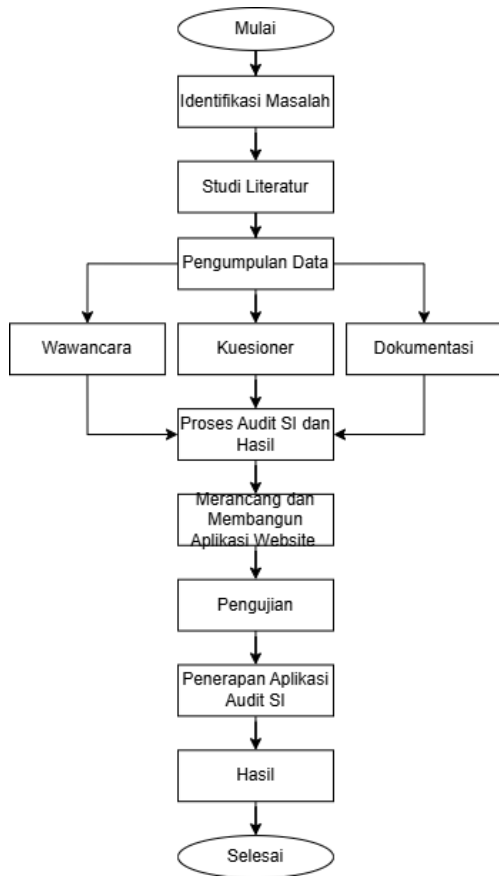 Mulai
Identifikasi Masalah
Studi Literatur
Pengumpulan Data
Wawancara
Kuesioner
Dokumentasi
Proses Audit SI dan
Hasil
Merancang dan
Membangun
Aplikasi Website
Pengujian
Penerapan Aplikasi
Audit SI
Hasil
Selesai